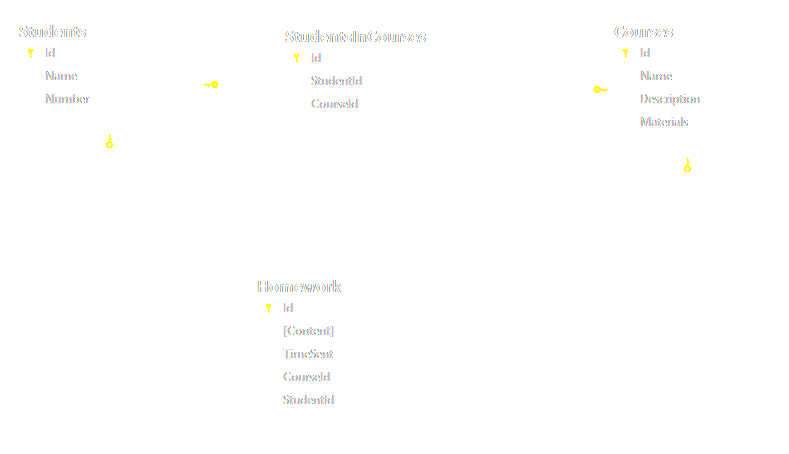 Students
Id
Name
Number
StudentsInCourses
Id
StudentId
CourseId
Courses
Id
Name
Description
Materials
Homework
Id
[Content]
TimeSent
CourseId
StudentId